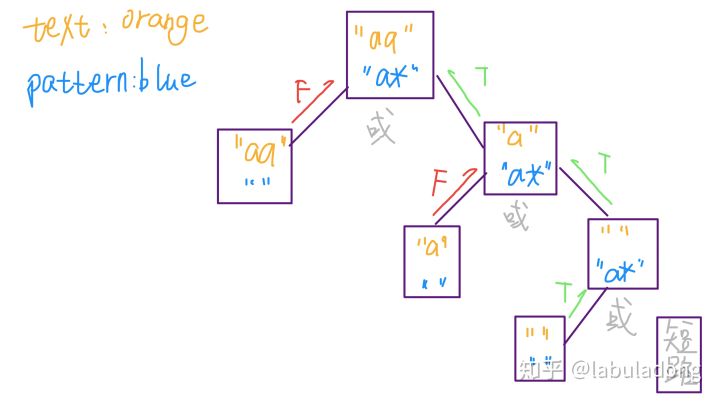 text: orange
pattern:blue
"aa"
"a*"
F
T
或
"aa"
""
"a"
"a*"
F
T
或
"a"
""
""
"a*"
T
或
""
""
短路
知乎 @labuladong